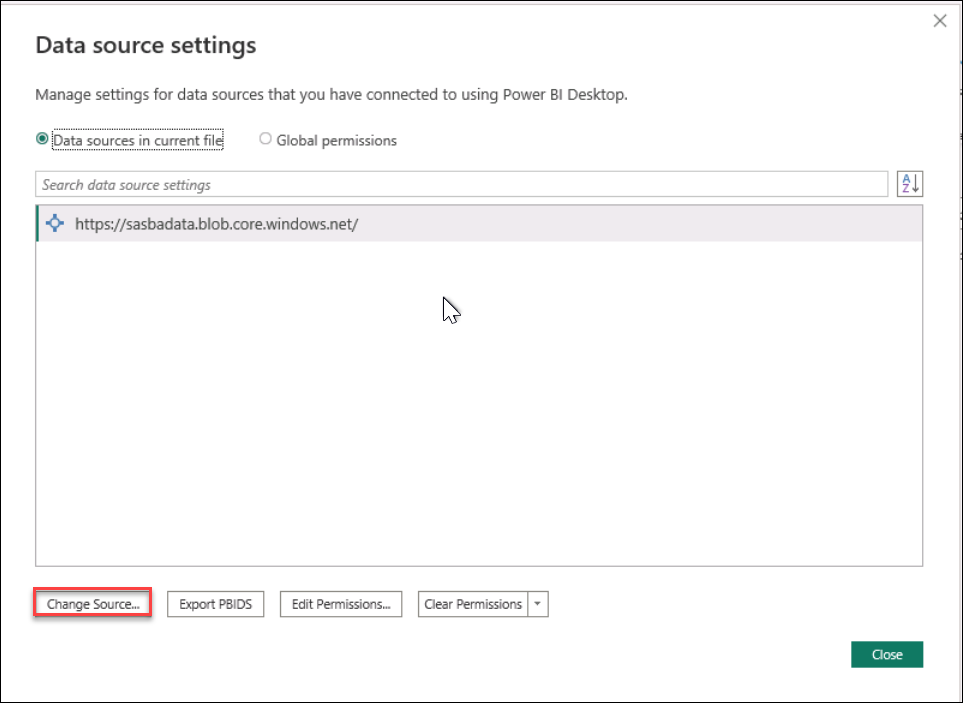 Data source settings
Manage settings for data sources that you have connected to using Power BI Desktop.
Data sources in current file Global permissions
Search data source settings
A
Z
https://sasbadata.blob.core.windows.net/
Change Source... Export PBIDS Edit Permissions... Clear Permissions
Close